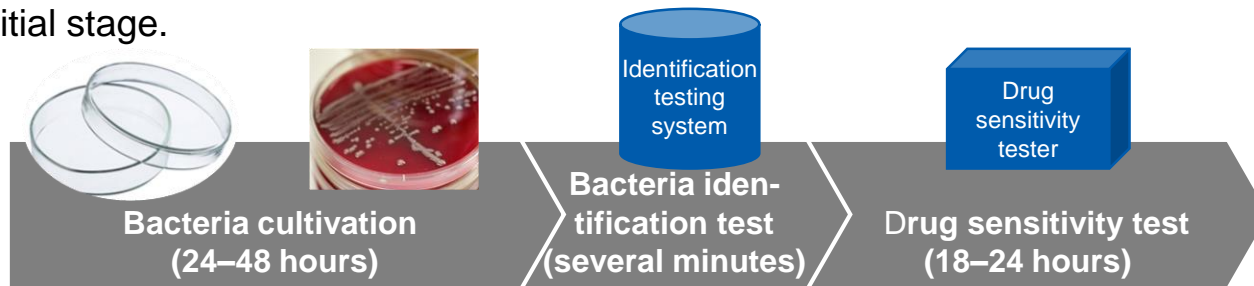 itial stage.
Identification
testing
system
Drug
sensitivity
tester
Bacteria cultivation
(24–48 hours)
Bacteria iden-
tification test
(several minutes)
Drug sensitivity test
(18–24 hours)